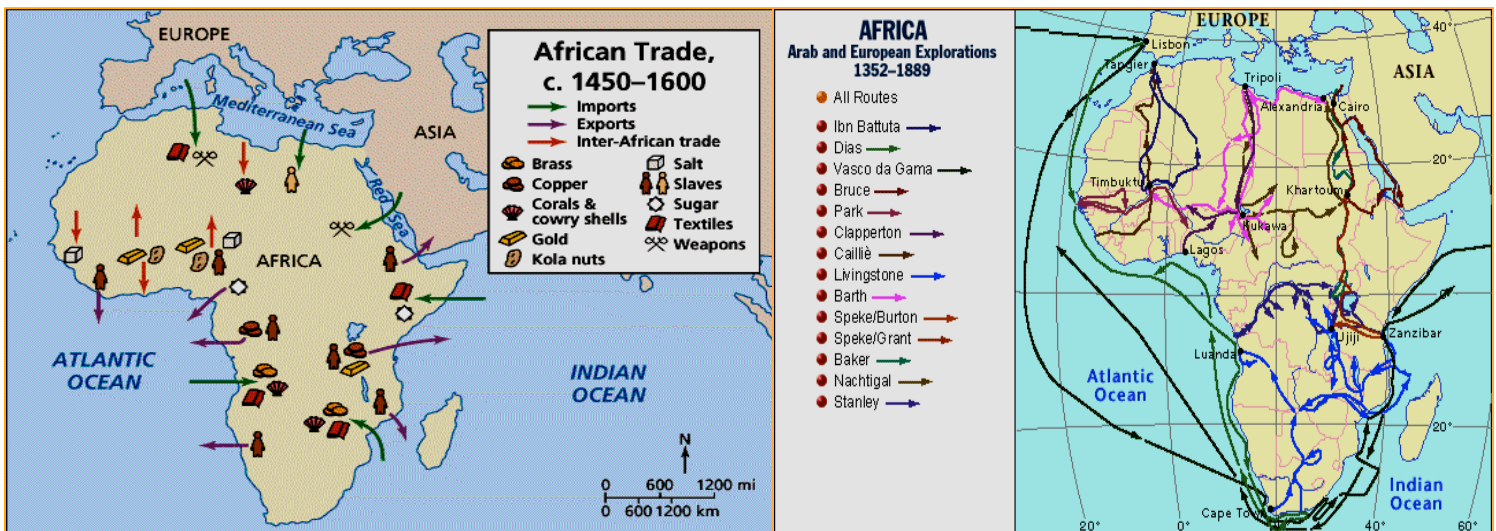 EUROPE
Mediterranean Sea
ASIA
Red Sea
AFRICA
ATLANTIC
OCEAN
INDIAN
OCEAN
African Trade,
c. 1450–1600
Imports
Exports
Inter-African trade
Brass
Copper
Corals &
cowry shells
Gold
Kola nuts
Salt
Slaves
Sugar
Textiles
Weapons
N
0 600 1200 mi
0 600 1200 km
AFRICA
Arab and European Explorations
1352–1889
All Routes
Ibn Battuta
Dias
Vasco da Gama
Bruce
Park
Clapperton
Cailliè
Livingstone
Barth
Speke/Burton
Speke/Grant
Baker
Nachtigal
Stanley
EUROPE
40°
Lisbon
Tangier
Tripoli
ASIA
Alexandria
Cairo
20°
Timbuktu
Khartoum
Kukawa
Lagos
Ujiji
Zanzibar
Luanda
Atlantic
Ocean
20°
Indian
Ocean
Cape Town
20°
0°
20°
40°
60°